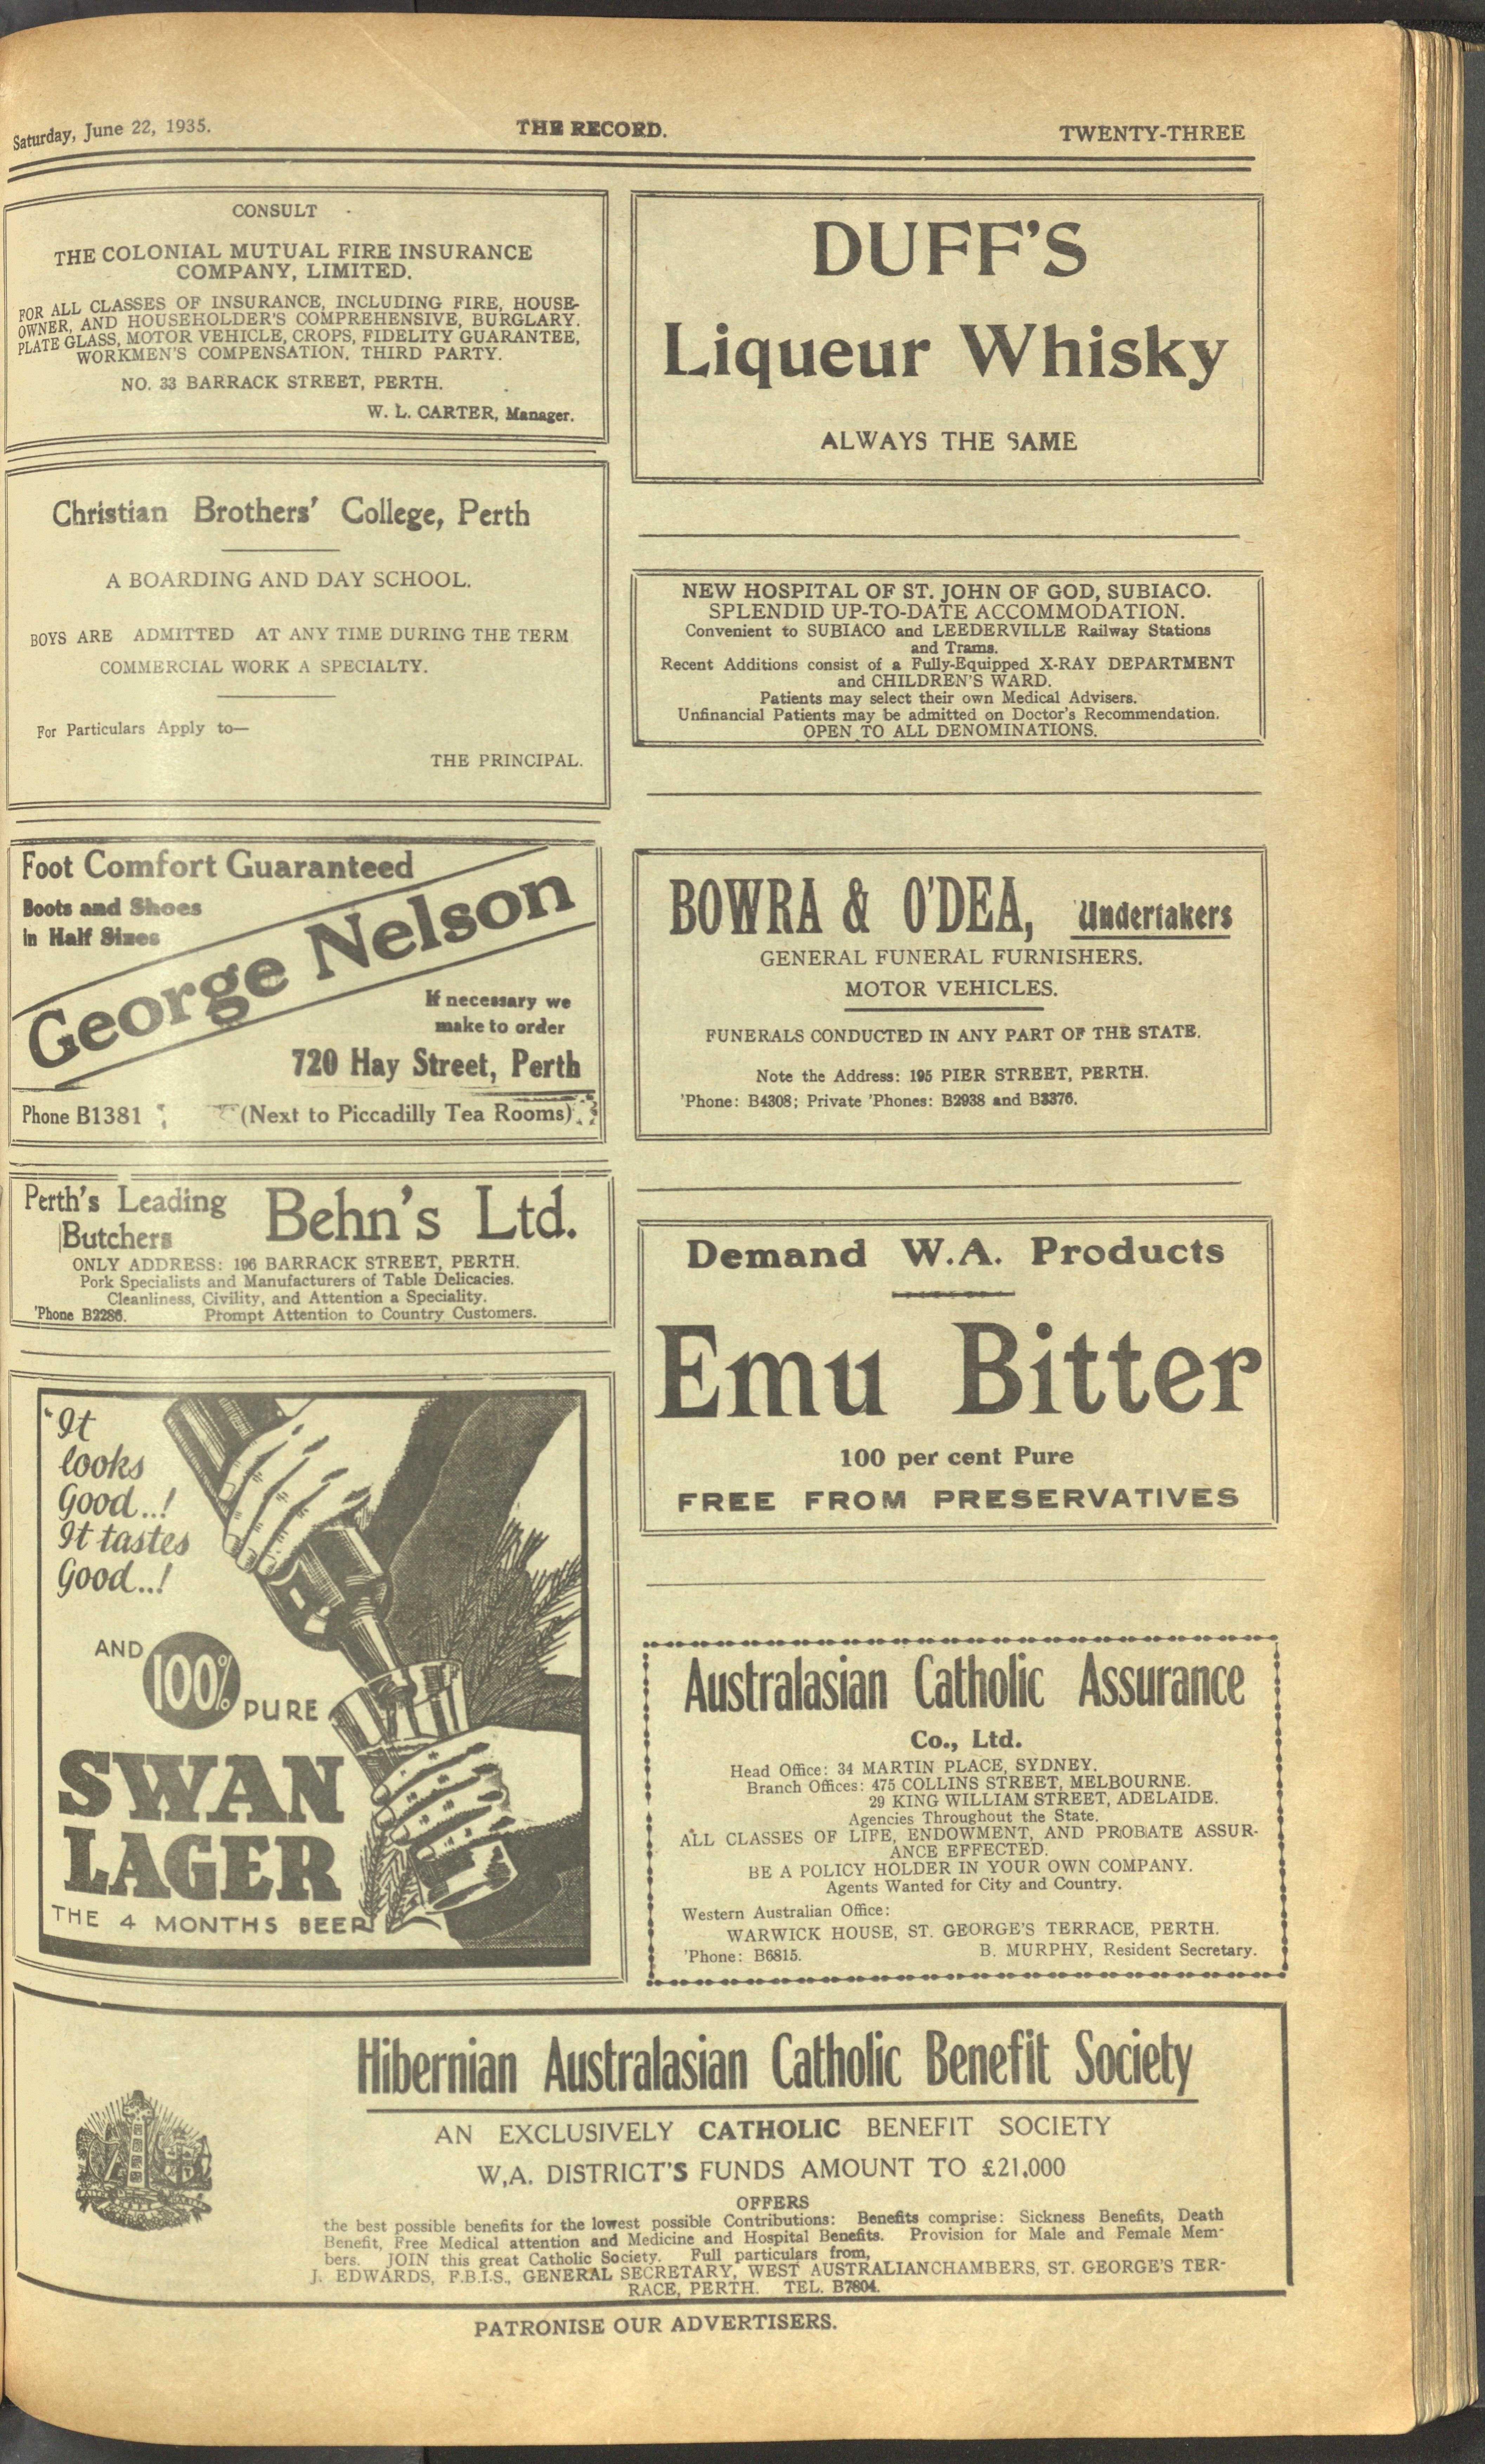 Saturday, June 22, 1935.
THE RECORD.
TWENTY-THREE
CONSULT
THE COLONIAL MUTUAL FIRE INSURANCE
COMPANY, LIMITED.
FOR ALL CLASSES OF INSURANCE, INCLUDING FIRE, HOUSE-
OWNER, AND HOUSEHOLDER'S COMPREHENSIVE, BURGLARY.
PLATE GLASS, MOTOR VEHICLE, CROPS, FIDELITY GUARANTEE,
WORKMEN'S COMPENSATION, THIRD PARTY.
NO. 33 BARRACK STREET, PERTH.
W. L. CARTER, Manager.
Christian Brothers' College, Perth
A BOARDING AND DAY SCHOOL.
BOYS ARE ADMITTED AT ANY TIME DURING THE TERM
COMMERCIAL WORK A SPECIALTY.
For Particulars Apply to—
THE PRINCIPAL.
Foot Comfort Guaranteed
Boots and Shoes
in Half Sizes
George Nelson
If necessary we
make to order
720 Hay Street, Perth
Phone B1381 (Next to Piccadilly Tea Rooms)
Perth's Leading
Butchers
Behn's Ltd.
ONLY ADDRESS: 196 BARRACK STREET, PERTH.
Pork Specialists and Manufacturers of Table Delicacies.
Cleanliness, Civility, and Attention a Speciality.
'Phone B2286. Prompt Attention to Country Customers.
'It
looks
Good..!
It tastes
Good..!
AND
100%
PURE
SWAN
LAGER
THE 4 MONTHS BEER
DUFF'S
Liqueur Whisky
ALWAYS THE SAME
NEW HOSPITAL OF ST. JOHN OF GOD, SUBIACO.
SPLENDID UP-TO-DATE ACCOMMODATION.
Convenient to SUBIACO and LEEDERVILLE Railway Stations
and Trams.
Recent Additions consist of a Fully-Equipped X-RAY DEPARTMENT
and CHILDREN'S WARD.
Patients may select their own Medical Advisers.
Unfinancial Patients may be admitted on Doctor's Recommendation.
OPEN TO ALL DENOMINATIONS.
BOWRA & O'DEA, Undertakers
GENERAL FUNERAL FURNISHERS.
MOTOR VEHICLES.
FUNERALS CONDUCTED IN ANY PART OF THE STATE.
Note the Address: 195 PIER STREET, PERTH.
'Phone: B4308; Private 'Phones: B2938 and B3376.
Demand W.A. Products
Emu Bitter
100 per cent Pure
FREE FROM PRESERVATIVES
Australasian Catholic Assurance
Co., Ltd.
Head Office: 34 MARTIN PLACE, SYDNEY.
Branch Offices: 475 COLLINS STREET, MELBOURNE.
29 KING WILLIAM STREET, ADELAIDE.
Agencies Throughout the State.
ALL CLASSES OF LIFE, ENDOWMENT, AND PROBATE ASSUR-
ANCE EFFECTED.
BE A POLICY HOLDER IN YOUR OWN COMPANY.
Agents Wanted for City and Country.
Western Australian Office:
WARWICK HOUSE, ST. GEORGE'S TERRACE, PERTH.
'Phone: B6815. B. MURPHY, Resident Secretary.
Hibernian Australasian Catholic Benefit Society
AN EXCLUSIVELY CATHOLIC BENEFIT SOCIETY
W.A. DISTRICT'S FUNDS AMOUNT TO £21,000
OFFERS
the best possible benefits for the lowest possible Contributions: Benefits comprise: Sickness Benefits, Death
Benefit, Free Medical attention and Medicine and Hospital Benefits. Provision for Male and Female Mem-
bers. JOIN this great Catholic Society. Full particulars from,
J. EDWARDS, F.B.I.S., GENERAL SECRETARY, WEST AUSTRALIANCHAMBERS, ST. GEORGE'S TER-
RACE, PERTH. TEL. B7804.
PATRONISE OUR ADVERTISERS.